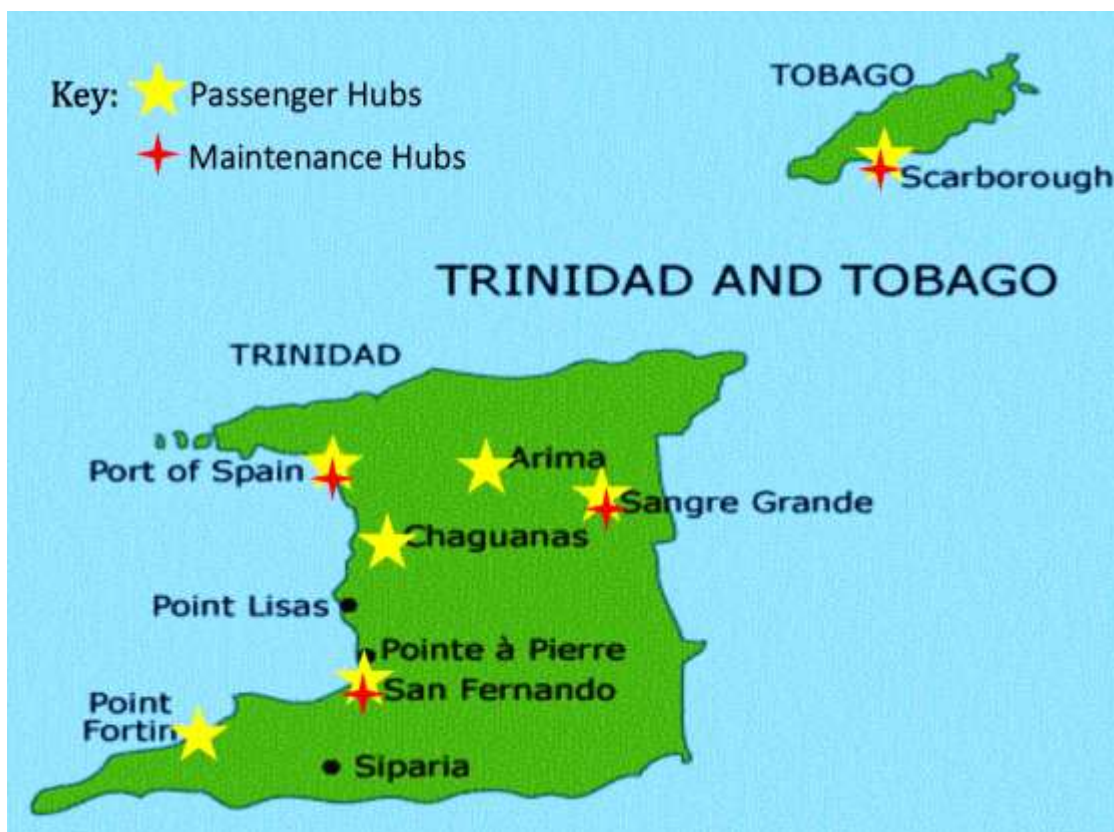 Key: Passenger Hubs
Maintenance Hubs
TOBAGO
Scarborough
TRINIDAD AND TOBAGO
TRINIDAD
Port of Spain
Arima
Sangre Grande
Chaguanas
Point Lisas
Pointe à Pierre
San Fernando
Point
Fortin
Siparia